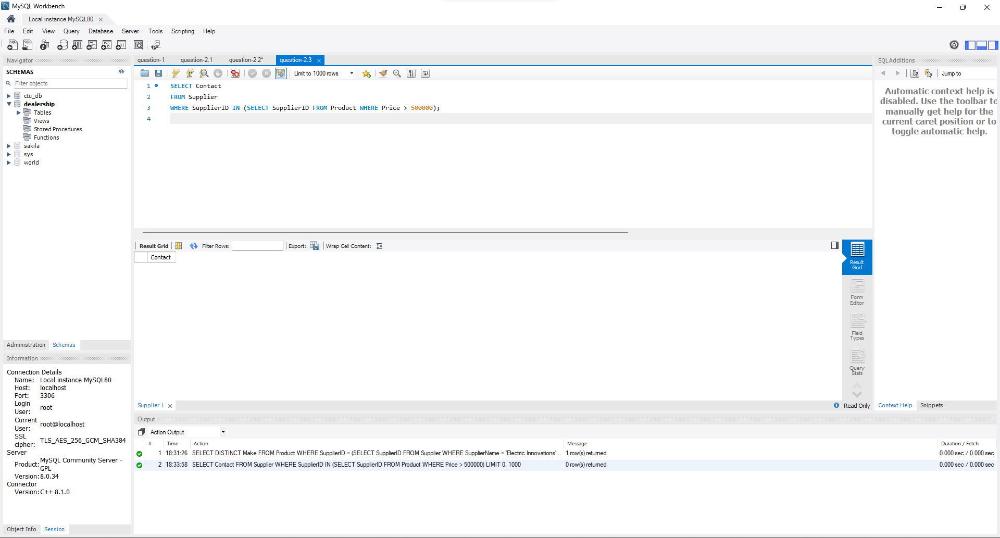 MySQL Workbench
Local instance MySQL80
File Edit View Query Database Server Tools Scripting Help
Navigator
SCHEMAS
Filter objects
ctu_db
dealership
Tables
Views
Stored Procedures
Functions
sakila
sys
world
Administration Schemas
Information
Connection Details
Name: Local instance MySQL80
Host: localhost
Port: 3306
Login User: root
Current User: root@localhost
SSL cipher: TLS_AES_256_GCM_SHA384
Server
Product: MySQL Community Server - GPL
Version: 8.0.34
Connector
Version: C++ 8.1.0
Object Info Session
question-1 question-2.1 question-2.2* question-2.3
Limit to 1000 rows
1 SELECT Contact
2 FROM Supplier
3 WHERE SupplierID IN (SELECT SupplierID FROM Product WHERE Price > 500000);
4
Result Grid Filter Rows: Export: Wrap Cell Content:
Contact
Result Grid
Form Editor
Field Types
Query Stats
Supplier 1
Read Only
Output
Action Output
# Time Action Message Duration / Fetch
1 18:31:26 SELECT DISTINCT Make FROM Product WHERE SupplierID = (SELECT SupplierID FROM Supplier WHERE SupplierName = 'Electric Innovations'... 1 row(s) returned 0.000 sec / 0.000 sec
2 18:33:58 SELECT Contact FROM Supplier WHERE SupplierID IN (SELECT SupplierID FROM Product WHERE Price > 500000) LIMIT 0, 1000 0 row(s) returned 0.000 sec / 0.000 sec
SQLAdditions
Jump to
Automatic context help is
disabled. Use the toolbar to
manually get help for the
current caret position or to
toggle automatic help.
Context Help Snippets